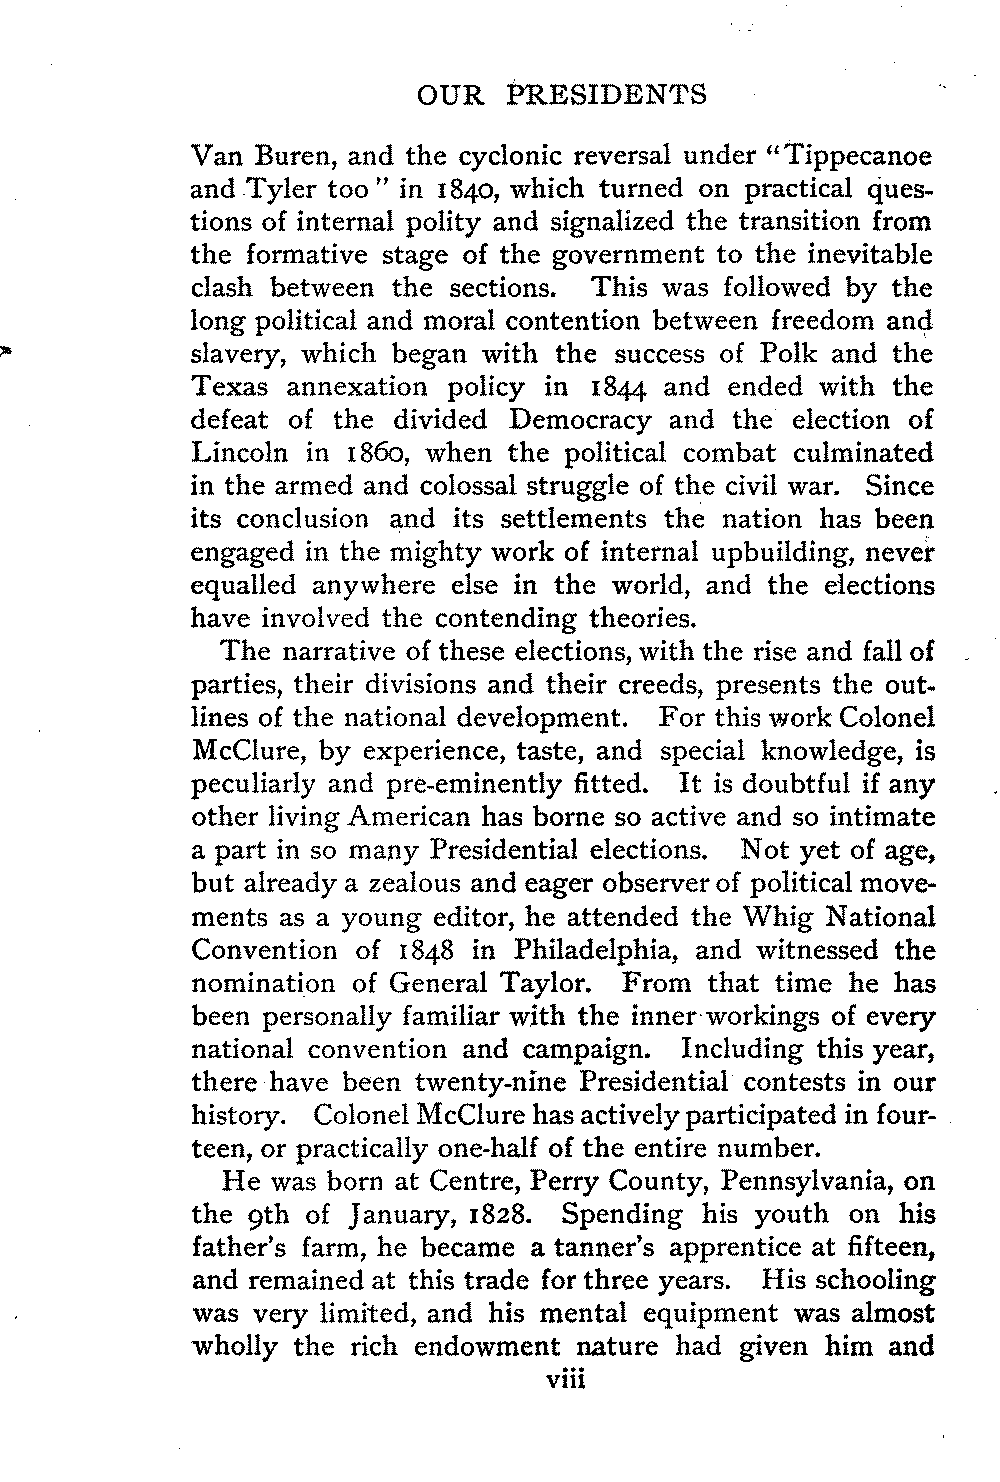 OUR PRESIDENTS
Van Buren, and the cyclonic reversal under “Tippecanoe
and Tyler too” in 1840, which turned on practical ques-
tions of internal polity and signalized the transition from
the formative stage of the government to the inevitable
clash between the sections. This was followed by the
long political and moral contention between freedom and
slavery, which began with the success of Polk and the
Texas annexation policy in 1844 and ended with the
defeat of the divided Democracy and the election of
Lincoln in 1860, when the political combat culminated
in the armed and colossal struggle of the civil war. Since
its conclusion and its settlements the nation has been
engaged in the mighty work of internal upbuilding, never
equalled anywhere else in the world, and the elections
have involved the contending theories.
The narrative of these elections, with the rise and fall of
parties, their divisions and their creeds, presents the out-
lines of the national development. For this work Colonel
McClure, by experience, taste, and special knowledge, is
peculiarly and pre-eminently fitted. It is doubtful if any
other living American has borne so active and so intimate
a part in so many Presidential elections. Not yet of age,
but already a zealous and eager observer of political move-
ments as a young editor, he attended the Whig National
Convention of 1848 in Philadelphia, and witnessed the
nomination of General Taylor. From that time he has
been personally familiar with the inner workings of every
national convention and campaign. Including this year,
there have been twenty-nine Presidential contests in our
history. Colonel McClure has actively participated in four-
teen, or practically one-half of the entire number.
He was born at Centre, Perry County, Pennsylvania, on
the 9th of January, 1828. Spending his youth on his
father’s farm, he became a tanner’s apprentice at fifteen,
and remained at this trade for three years. His schooling
was very limited, and his mental equipment was almost
wholly the rich endowment nature had given him and
viii